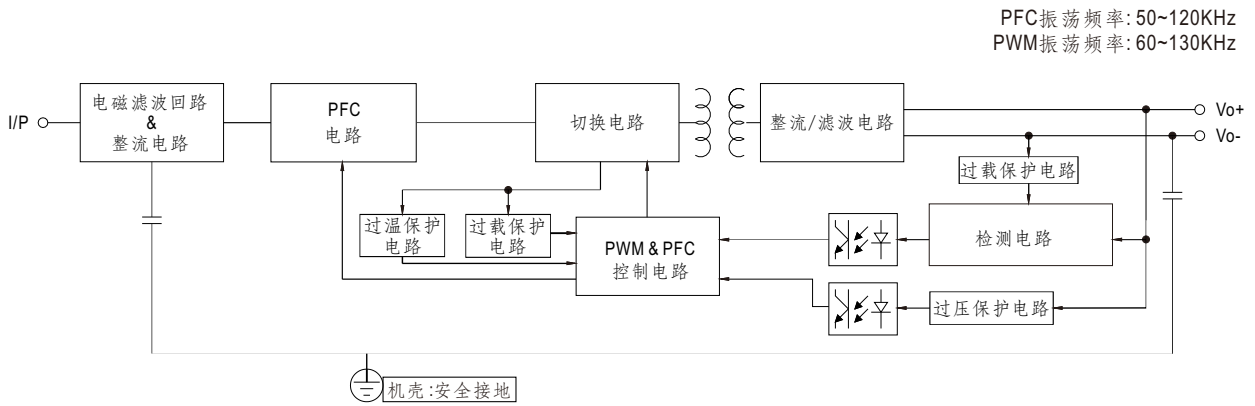 PFC振荡频率: 50~120KHz
PWM振荡频率: 60~130KHz
I/P
电磁滤波回路
&
整流电路
PFC
电路
切换电路
整流/滤波电路
Vo+
Vo-
过载保护电路
过温保护
电路
过载保护
电路
PWM & PFC
控制电路
检测电路
过压保护电路
机壳:安全接地